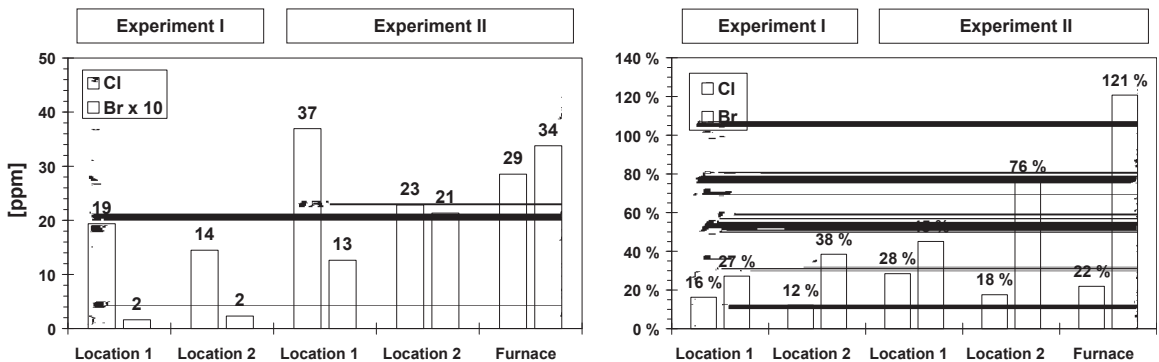 Experiment I
Experiment II
[ppm]
50
40
30
20
10
0
Cl
Br x 10
19
2
14
2
37
13
23
21
29
34
Location 1
Location 2
Location 1
Location 2
Furnace
Experiment I
Experiment II
140 %
120 %
100 %
80 %
60 %
40 %
20 %
0 %
Cl
Br
16 %
27 %
12 %
38 %
28 %
18 %
76 %
22 %
121 %
Location 1
Location 2
Location 1
Location 2
Furnace